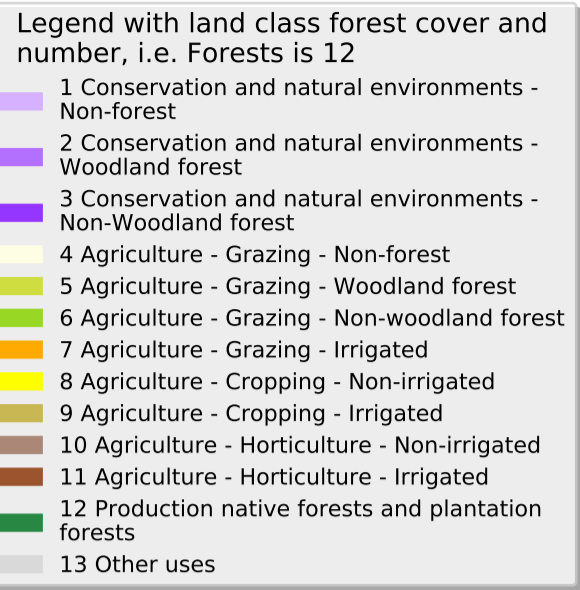 Legend with land class forest cover and
number, i.e. Forests is 12
1 Conservation and natural environments -
Non-forest
2 Conservation and natural environments -
Woodland forest
3 Conservation and natural environments -
Non-Woodland forest
4 Agriculture - Grazing - Non-forest
5 Agriculture - Grazing - Woodland forest
6 Agriculture - Grazing - Non-woodland forest
7 Agriculture - Grazing - Irrigated
8 Agriculture - Cropping - Non-irrigated
9 Agriculture - Cropping - Irrigated
10 Agriculture - Horticulture - Non-irrigated
11 Agriculture - Horticulture - Irrigated
12 Production native forests and plantation
forests
13 Other uses